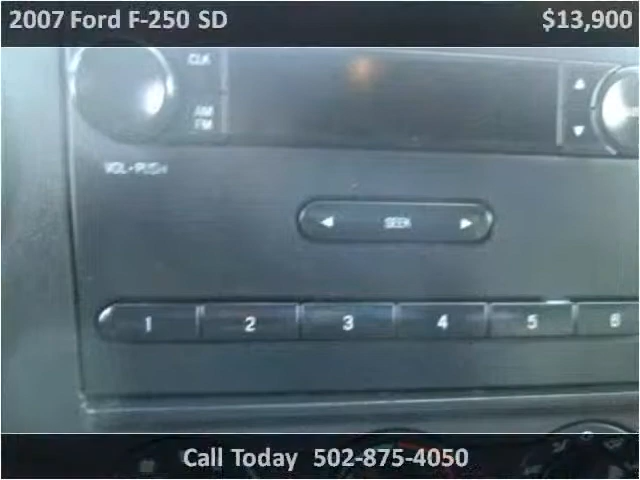 2007 Ford F-250 SD $13,900
CLK
AM
FM
VOL-PUSH
◄ SEEK ►
1 2 3 4 5 6
Call Today 502-875-4050